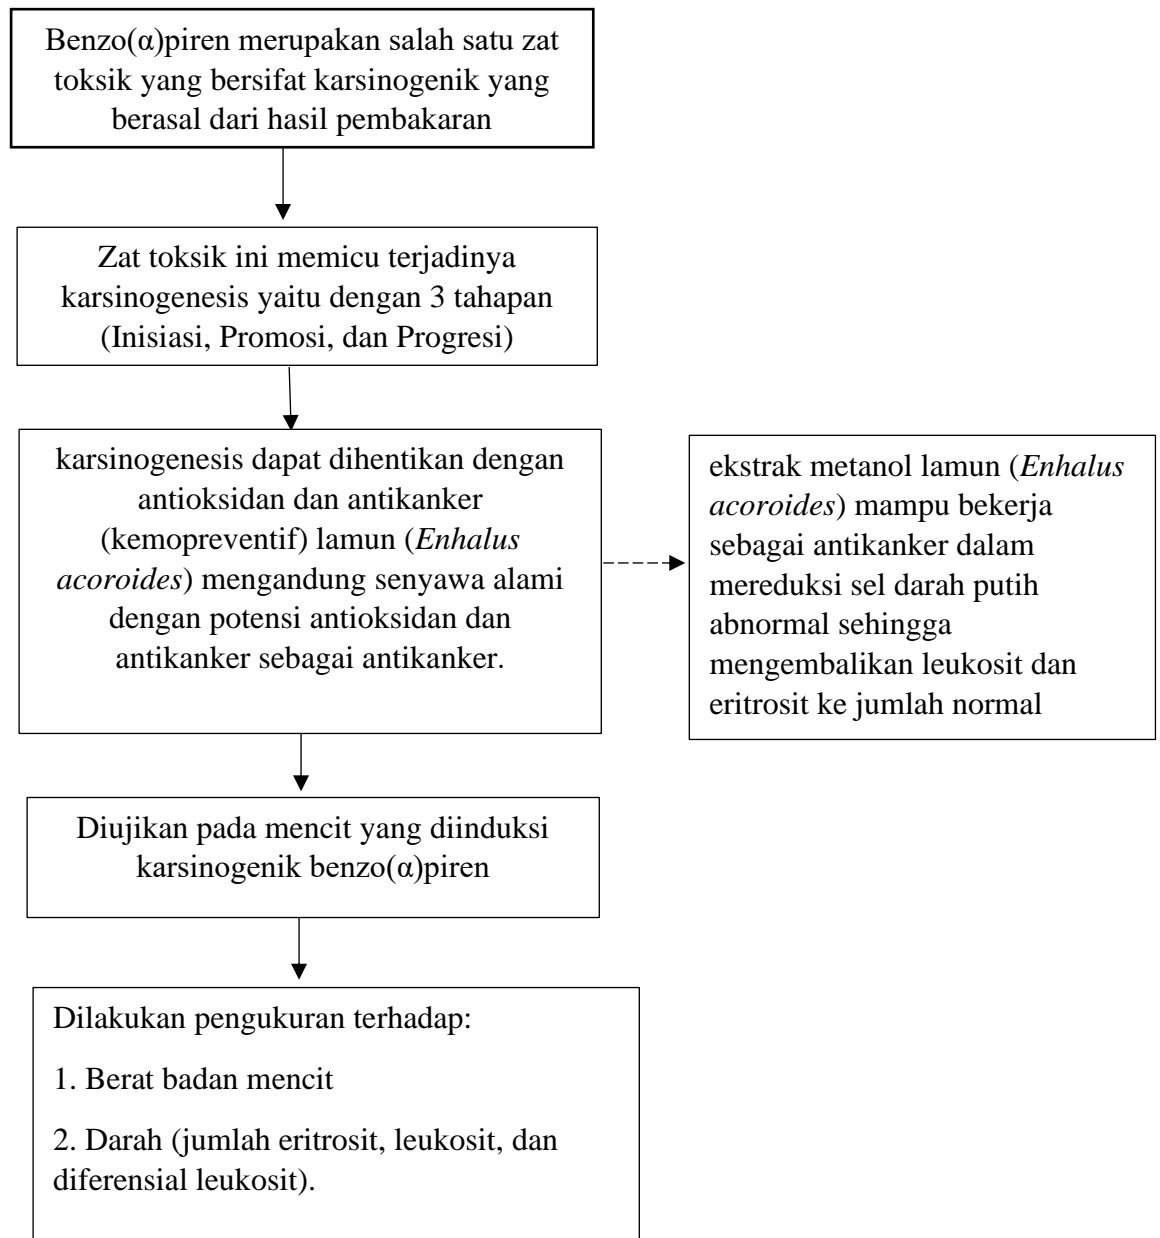 Benzo(α)piren merupakan salah satu zat
toksik yang bersifat karsinogenik yang
berasal dari hasil pembakaran
Zat toksik ini memicu terjadinya
karsinogenesis yaitu dengan 3 tahapan
(Inisiasi, Promosi, dan Progresi)
karsinogenesis dapat dihentikan dengan
antioksidan dan antikanker
(kemopreventif) lamun (Enhalus
acoroides) mengandung senyawa alami
dengan potensi antioksidan dan
antikanker sebagai antikanker.
ekstrak metanol lamun (Enhalus
acoroides) mampu bekerja
sebagai antikanker dalam
mereduksi sel darah putih
abnormal sehingga
mengembalikan leukosit dan
eritrosit ke jumlah normal
Diujikan pada mencit yang diinduksi
karsinogenik benzo(α)piren
Dilakukan pengukuran terhadap:
1. Berat badan mencit
2. Darah (jumlah eritrosit, leukosit, dan
diferensial leukosit).